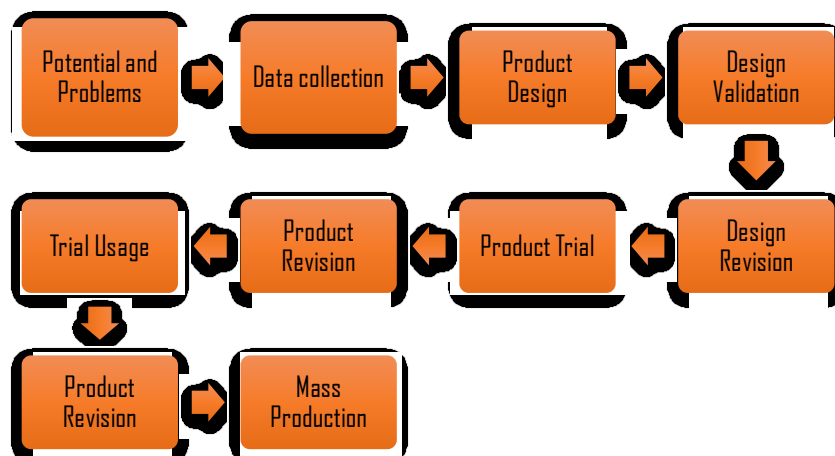 Potential and
Problems
Data collection
Product
Design
Design
Validation
Design
Revision
Product Trial
Product
Revision
Trial Usage
Product
Revision
Mass
Production